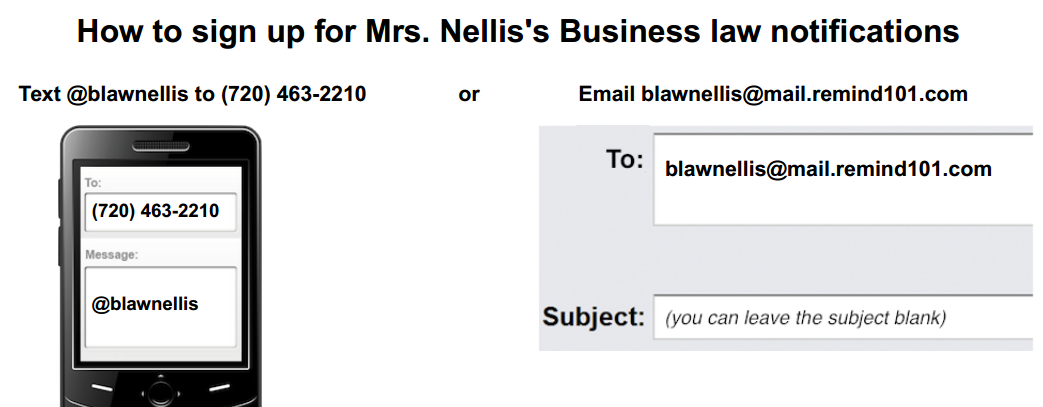 How to sign up for Mrs. Nellis's Business law notifications
Text @blawnellis to (720) 463-2210
or
Email blawnellis@mail.remind101.com
To:
(720) 463-2210
Message:
@blawnellis
To:
blawnellis@mail.remind101.com
Subject:
(you can leave the subject blank)